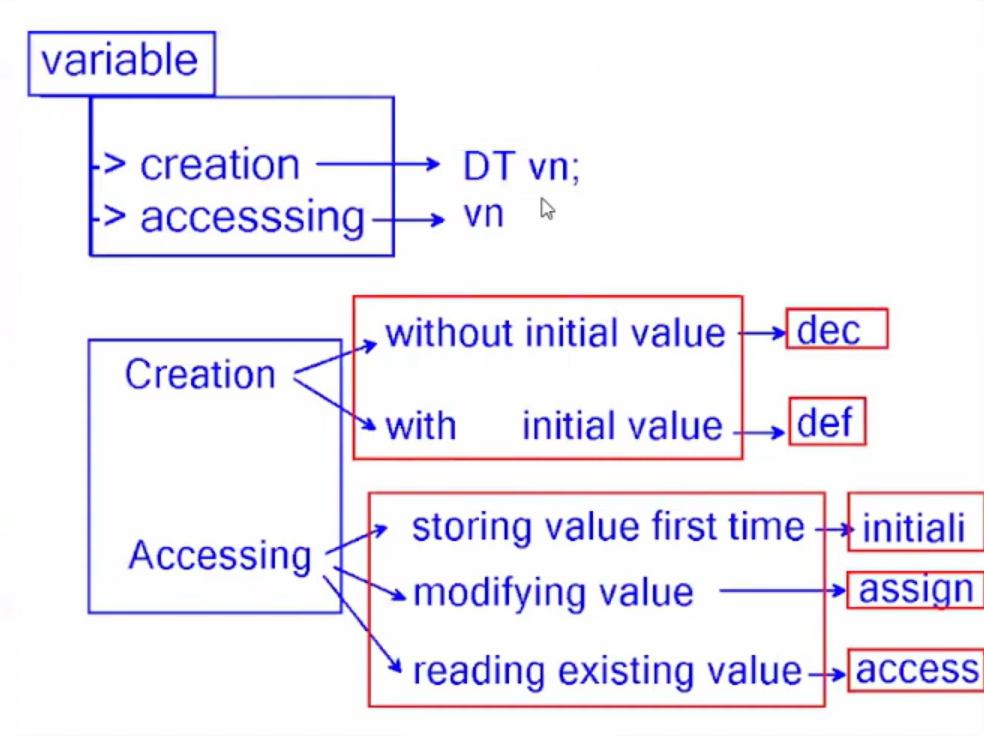 variable
-> creation → DT vn;
-> accesssing → vn
without initial value → dec
Creation
with initial value → def
storing value first time → initiali
Accessing
modifying value → assign
reading existing value → access